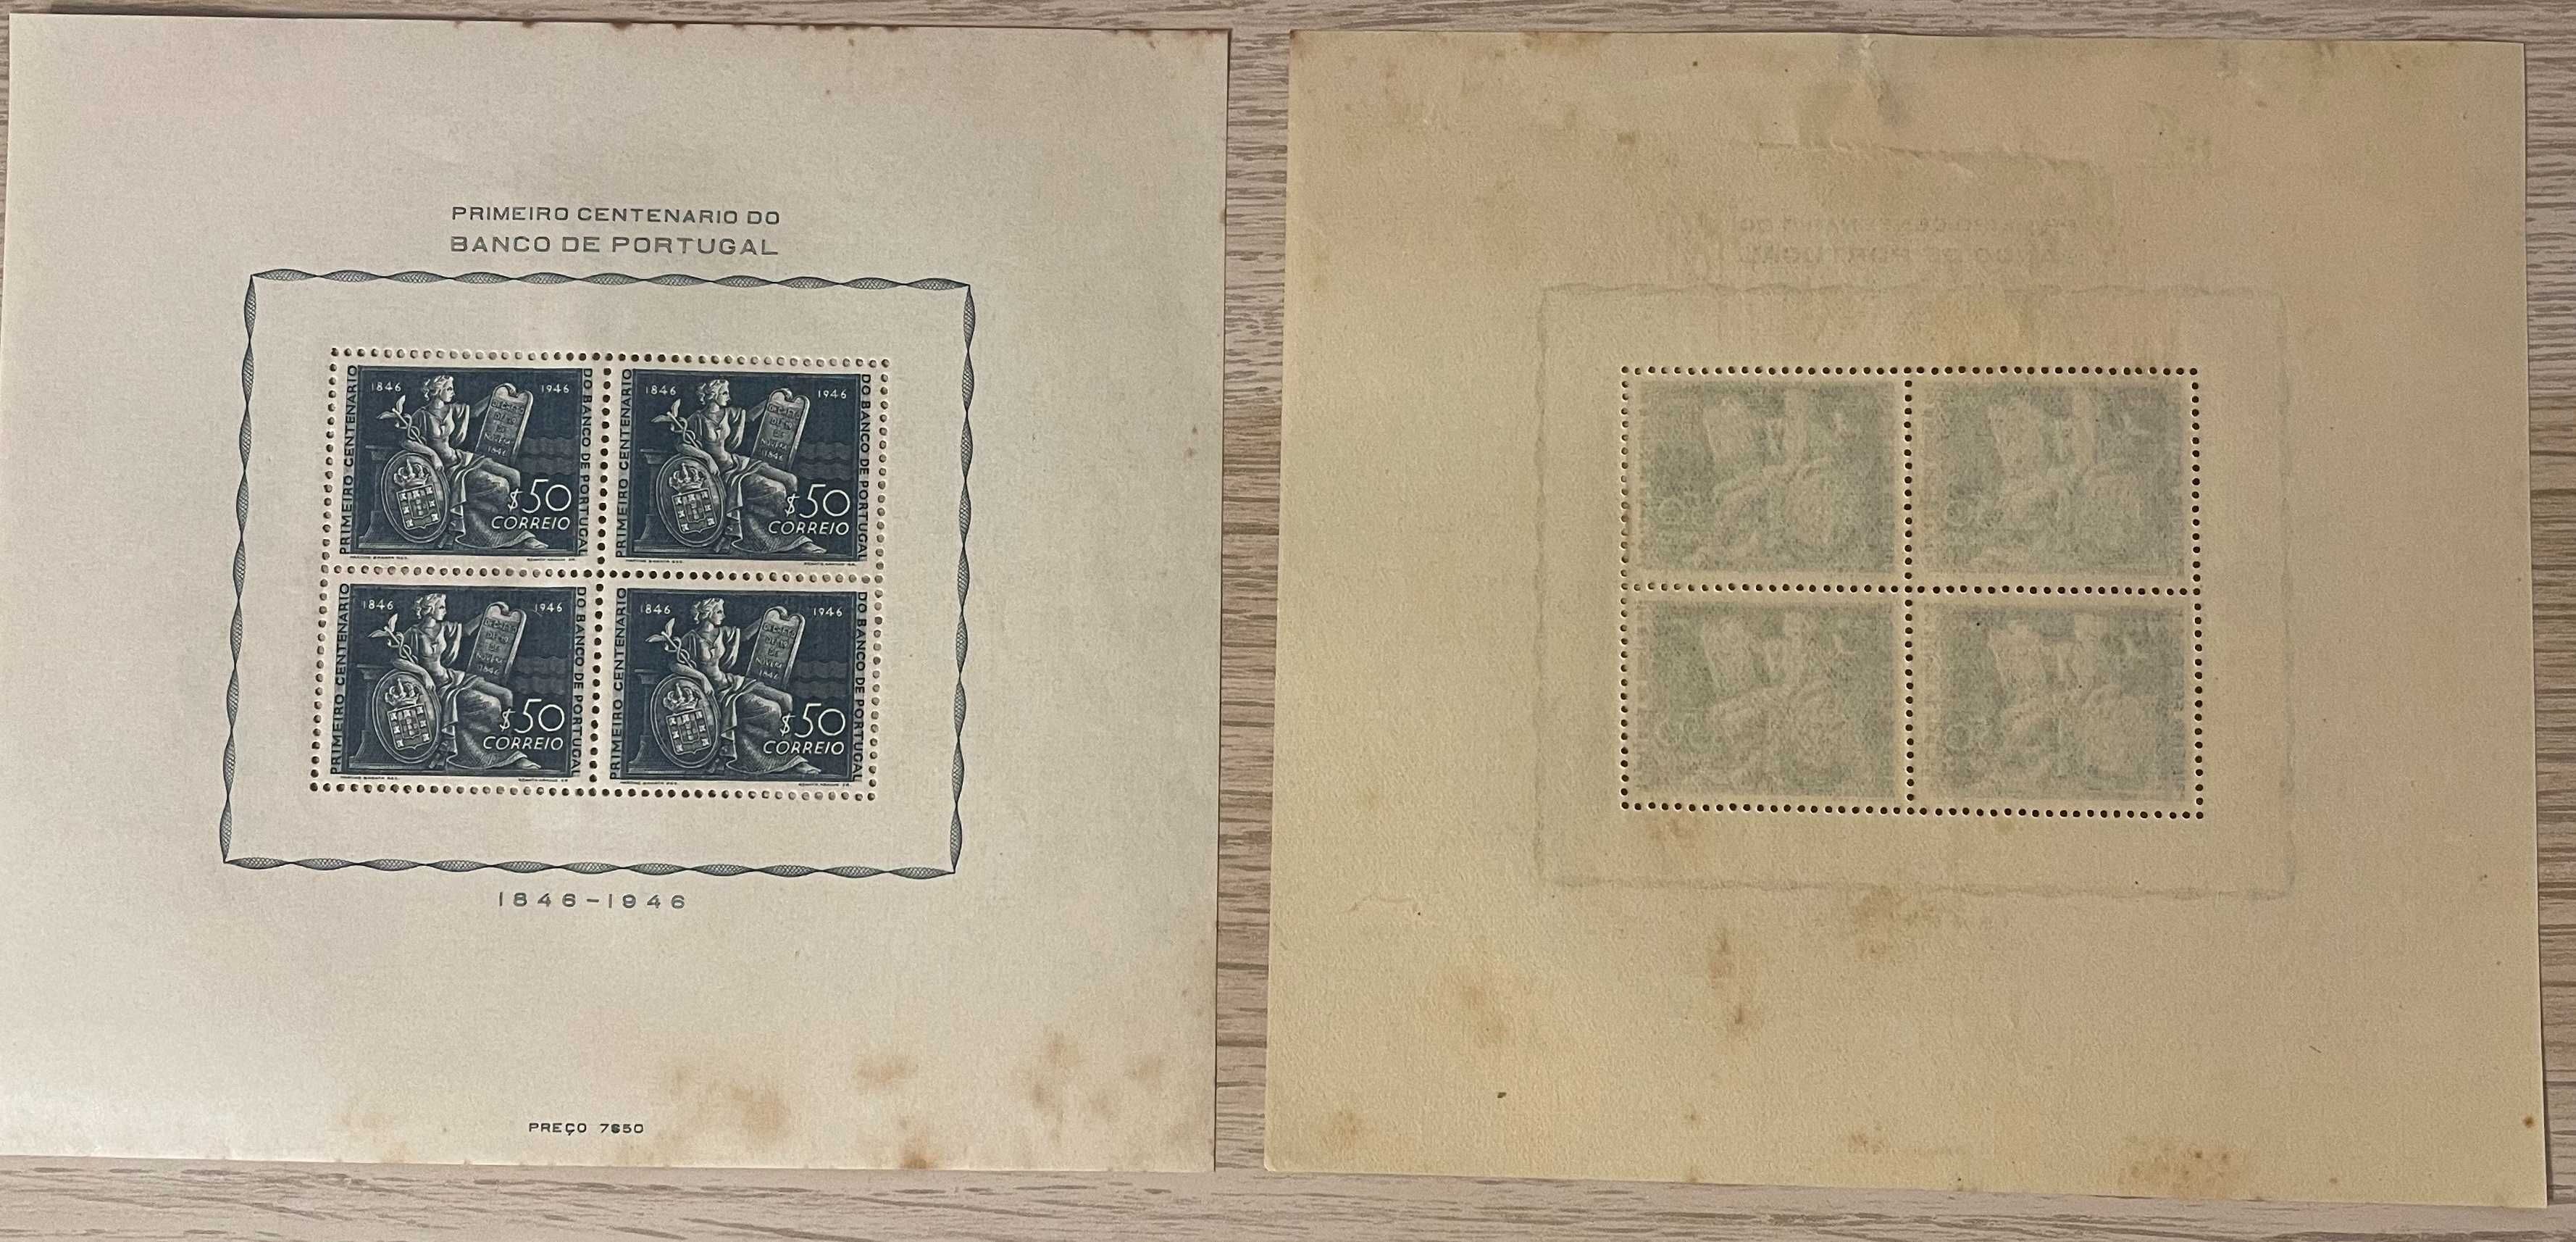 PRIMEIRO CENTENARIO DO
BANCO DE PORTUGAL
PRIMEIRO CENTENARIO
1846
1946
DO BANCO DE PORTUGAL
$50
CORREIO
PRIMEIRO CENTENARIO
1846
1946
DO BANCO DE PORTUGAL
$50
CORREIO
PRIMEIRO CENTENARIO
1846
1946
DO BANCO DE PORTUGAL
$50
CORREIO
PRIMEIRO CENTENARIO
1846
1946
DO BANCO DE PORTUGAL
$50
CORREIO
1846-1946
PREÇO 7$50